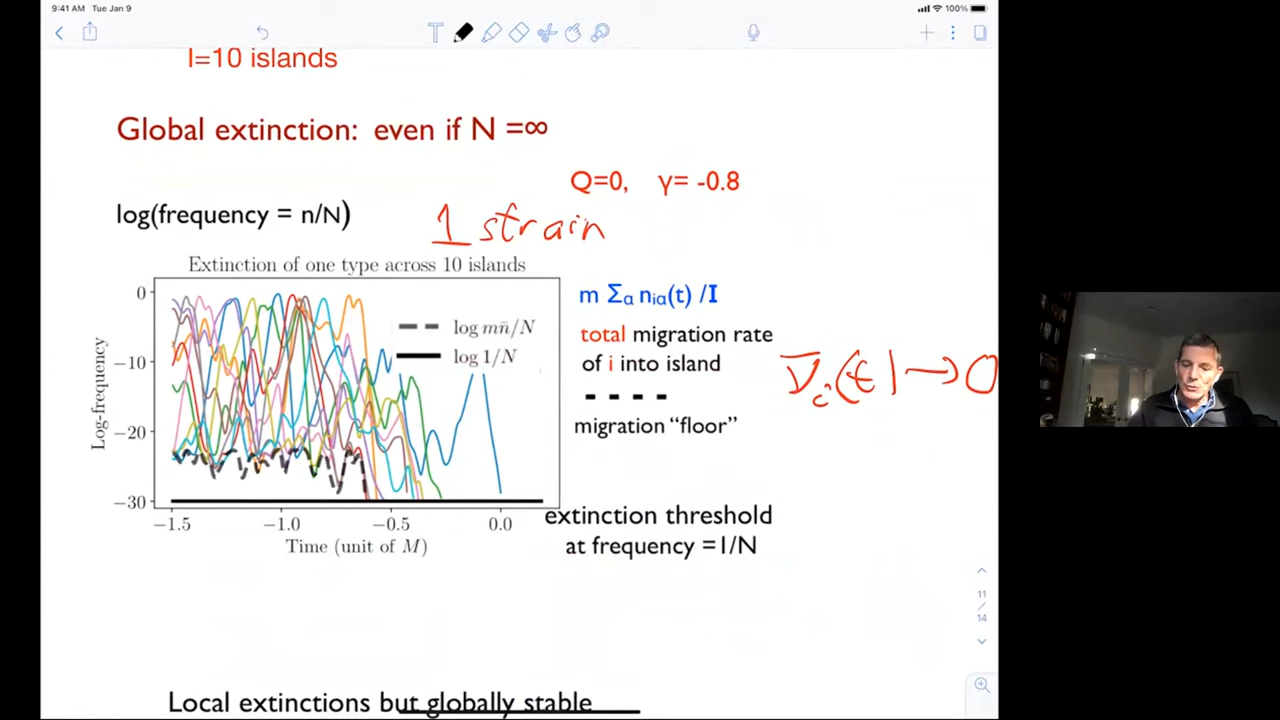 9:41 AM Tue Jan 9
100%
I=10 islands
Global extinction: even if N =∞
Q=0, γ= -0.8
log(frequency = n/N)
1 strain
Extinction of one type across 10 islands
0
−10
−20
−30
Log-frequency
log mn̄/N
log 1/N
−1.5 −1.0 −0.5 0.0
Time (unit of M)
m Σα niα(t) /I
total migration rate
of i into island
migration "floor"
ν̄i(t) → 0
extinction threshold
at frequency =1/N
11
/
14
Local extinctions but globally stable